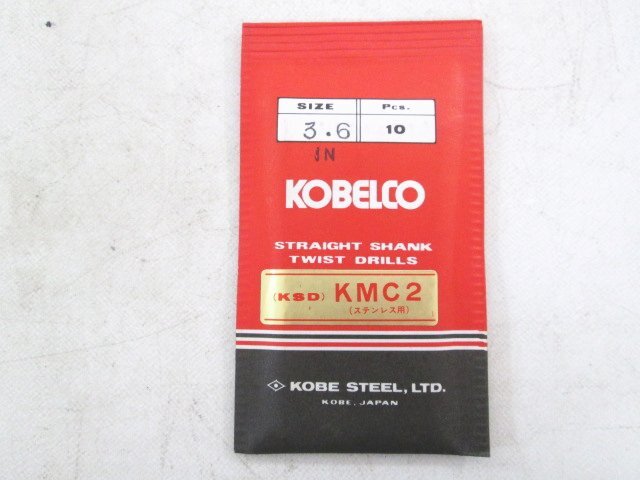 SIZE Pcs.
3.6 10
JN
KOBELCO
STRAIGHT SHANK
TWIST DRILLS
(KSD) KMC2
(ステンレス用)
KOBE STEEL, LTD.
KOBE, JAPAN